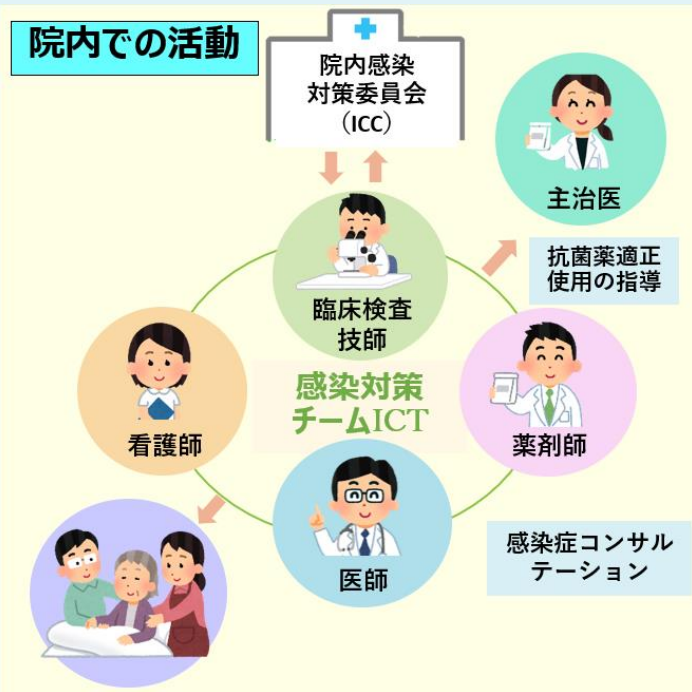 院内での活動
院内感染
対策委員会
（ICC）
主治医
抗菌薬適正
使用の指導
臨床検査
技師
感染対策
チームICT
看護師
薬剤師
医師
感染症コンサル
テーション